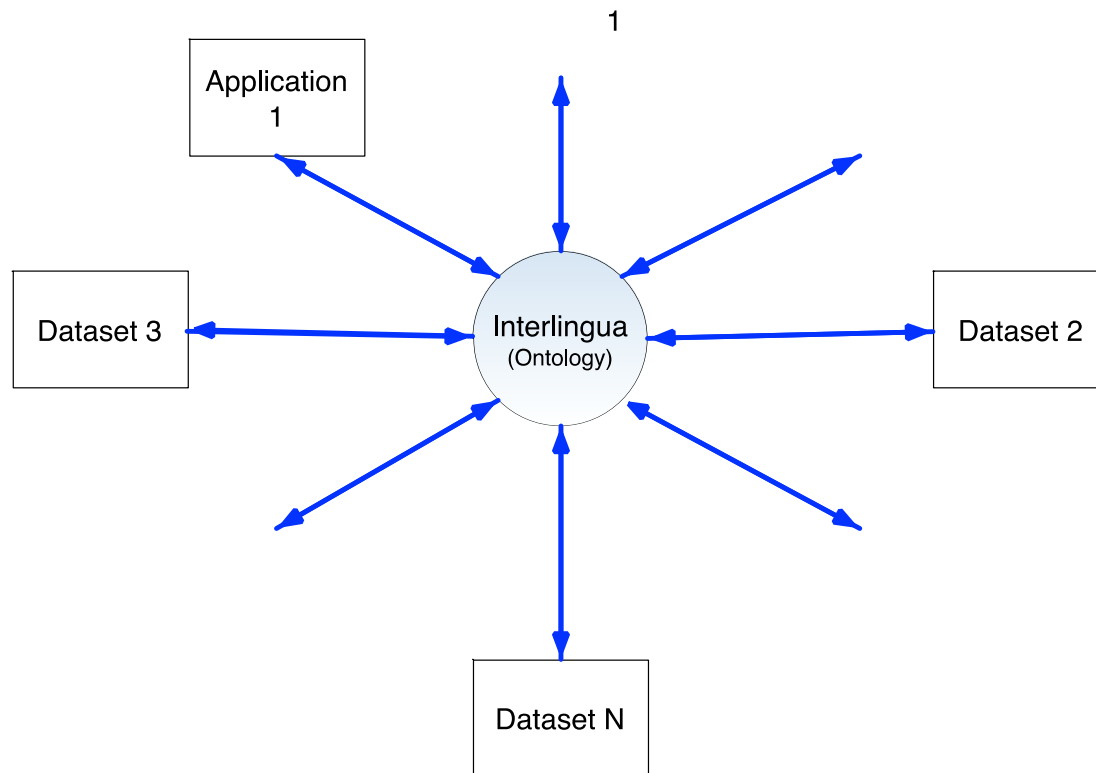 1
Application
1
Dataset 3
Interlingua
(Ontology)
Dataset 2
Dataset N